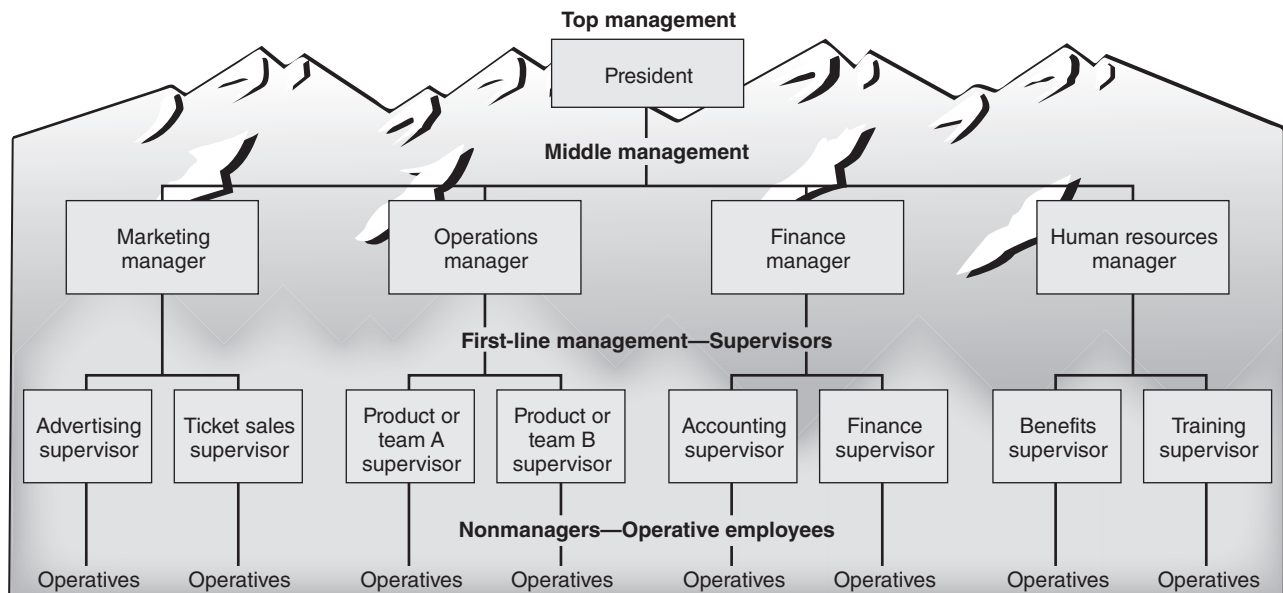 Top management
President
Middle management
Marketing
manager
Operations
manager
Finance
manager
Human resources
manager
First-line management—Supervisors
Advertising
supervisor
Ticket sales
supervisor
Product or
team A
supervisor
Product or
team B
supervisor
Accounting
supervisor
Finance
supervisor
Benefits
supervisor
Training
supervisor
Nonmanagers—Operative employees
Operatives
Operatives
Operatives
Operatives
Operatives
Operatives
Operatives
Operatives